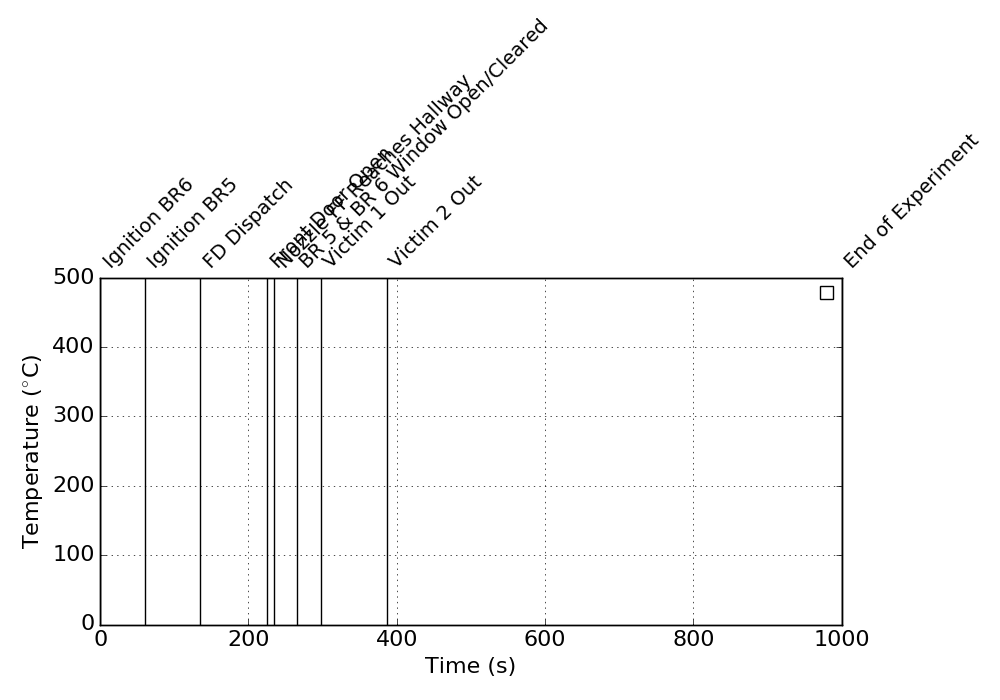 Ignition BR6
Ignition BR5
FD Dispatch
Front Door Open
Nozzle FF Reaches Hallway
BR 5 & BR 6 Window Open/Cleared
Victim 1 Out
Victim 2 Out
End of Experiment
500
400
300
200
100
0
Temperature (°C)
0 200 400 600 800 1000
Time (s)